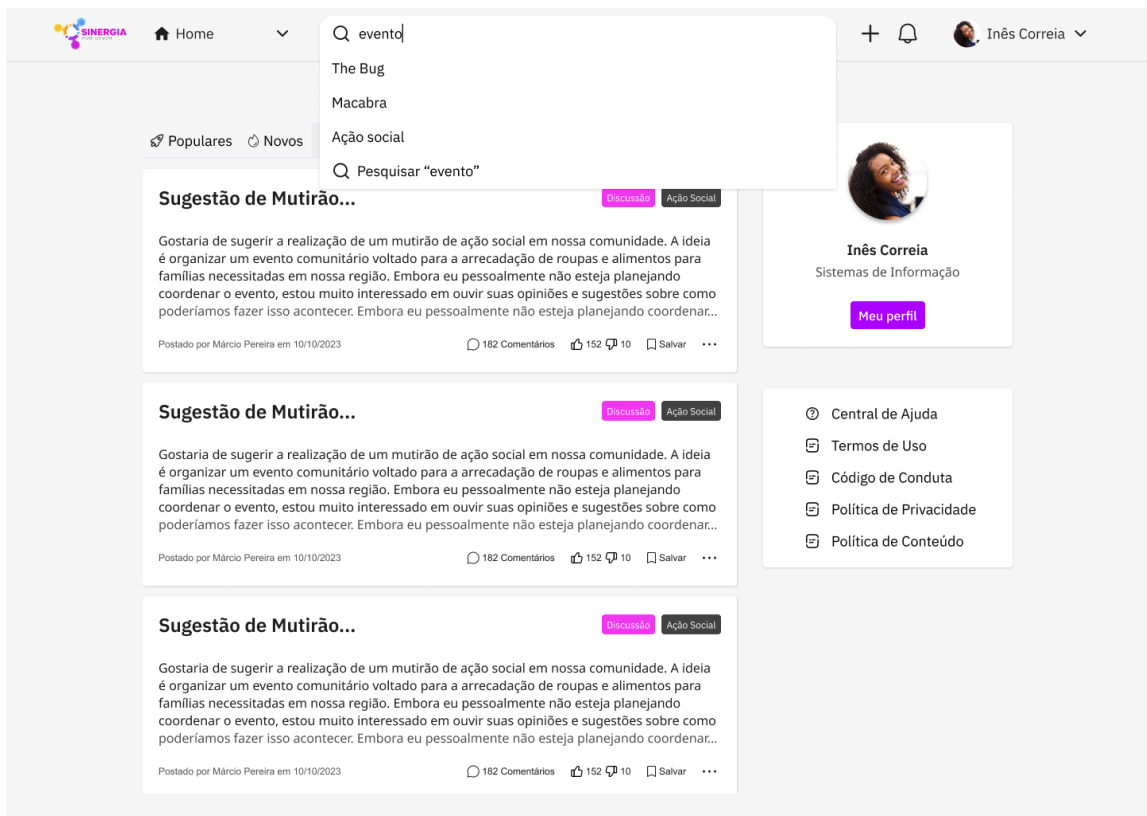 SINERGIA
Home
evento
Inês Correia
The Bug
Macabra
Ação social
Pesquisar “evento”
Populares
Novos
Sugestão de Mutirão...
Discussão
Ação Social
Gostaria de sugerir a realização de um mutirão de ação social em nossa comunidade. A ideia
é organizar um evento comunitário voltado para a arrecadação de roupas e alimentos para
famílias necessitadas em nossa região. Embora eu pessoalmente não esteja planejando
coordenar o evento, estou muito interessado em ouvir suas opiniões e sugestões sobre como
poderíamos fazer isso acontecer. Embora eu pessoalmente não esteja planejando coordenar...
Postado por Márcio Pereira em 10/10/2023
182 Comentários
152
10
Salvar
Sugestão de Mutirão...
Discussão
Ação Social
Gostaria de sugerir a realização de um mutirão de ação social em nossa comunidade. A ideia
é organizar um evento comunitário voltado para a arrecadação de roupas e alimentos para
famílias necessitadas em nossa região. Embora eu pessoalmente não esteja planejando
coordenar o evento, estou muito interessado em ouvir suas opiniões e sugestões sobre como
poderíamos fazer isso acontecer. Embora eu pessoalmente não esteja planejando coordenar...
Postado por Márcio Pereira em 10/10/2023
182 Comentários
152
10
Salvar
Sugestão de Mutirão...
Discussão
Ação Social
Gostaria de sugerir a realização de um mutirão de ação social em nossa comunidade. A ideia
é organizar um evento comunitário voltado para a arrecadação de roupas e alimentos para
famílias necessitadas em nossa região. Embora eu pessoalmente não esteja planejando
coordenar o evento, estou muito interessado em ouvir suas opiniões e sugestões sobre como
poderíamos fazer isso acontecer. Embora eu pessoalmente não esteja planejando coordenar...
Postado por Márcio Pereira em 10/10/2023
182 Comentários
152
10
Salvar
Inês Correia
Sistemas de Informação
Meu perfil
Central de Ajuda
Termos de Uso
Código de Conduta
Política de Privacidade
Política de Conteúdo